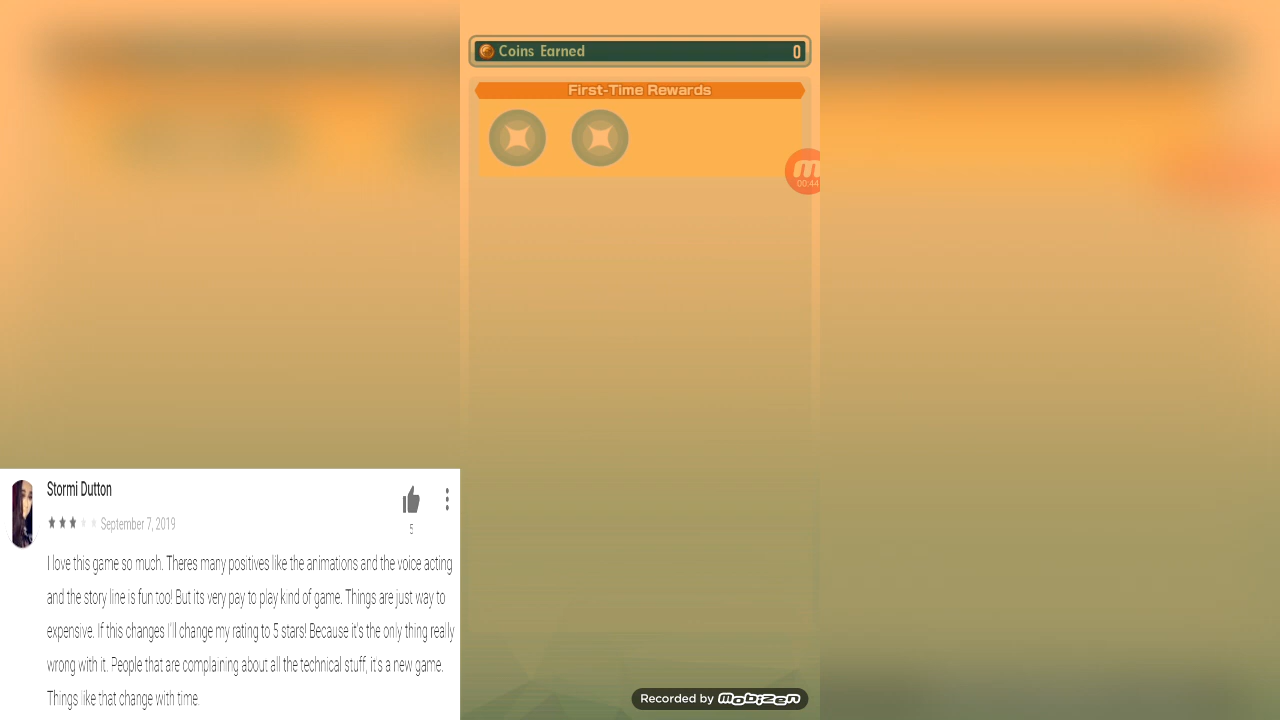 Coins Earned 0
First-Time Rewards
m
00:44
Stormi Dutton
September 7, 2019
5
I love this game so much. Theres many positives like the animations and the voice acting
and the story line is fun too! But its very pay to play kind of game. Things are just way to
expensive. If this changes I'll change my rating to 5 stars! Because it's the only thing really
wrong with it. People that are complaining about all the technical stuff, it's a new game.
Things like that change with time.
Recorded by mobizen